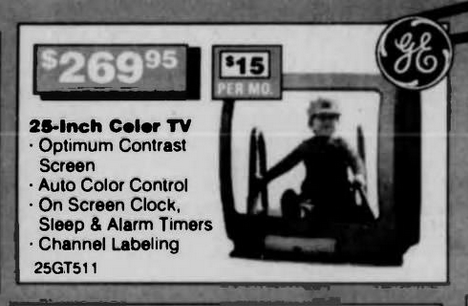 $269 95
$15
PER MO.
GE
25-Inch Color TV
· Optimum Contrast
Screen
· Auto Color Control
· On Screen Clock,
Sleep & Alarm Timers
· Channel Labeling
25GT511